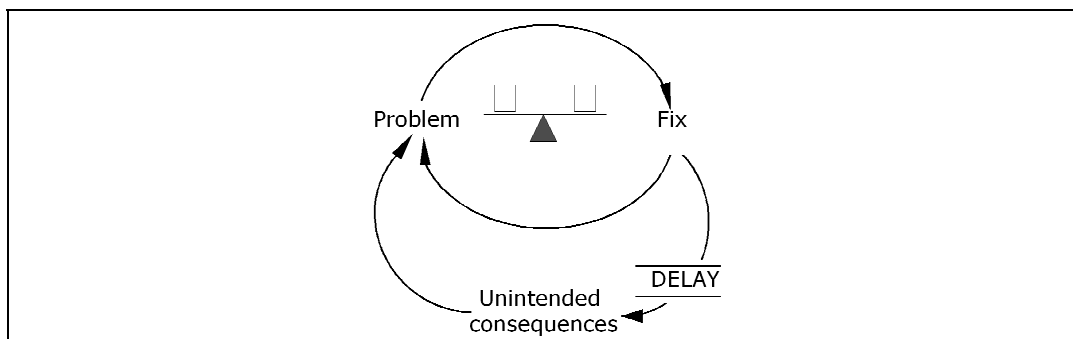 Problem
Fix
DELAY
Unintended
consequences